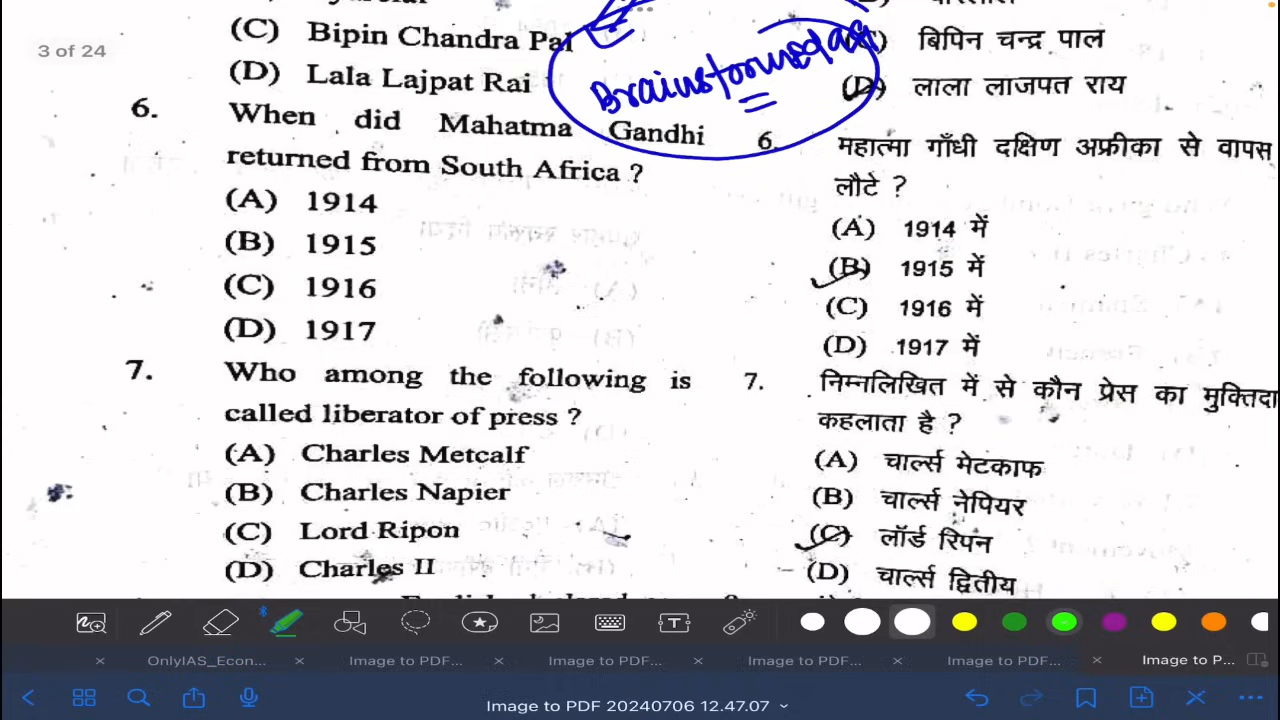 3 of 24
(C) Bipin Chandra Pal
(D) Lala Lajpat Rai
Brainstormedias
6. When did Mahatma Gandhi
returned from South Africa ?
(A) 1914
(B) 1915
(C) 1916
(D) 1917
7. Who among the following is
called liberator of press ?
(A) Charles Metcalf
(B) Charles Napier
(C) Lord Ripon
(D) Charles II
(C) बिपिन चन्द्र पाल
(D) लाला लाजपत राय
6. महात्मा गाँधी दक्षिण अफ्रीका से वापस
लौटे ?
(A) 1914 में
(B) 1915 में
(C) 1916 में
(D) 1917 में
7. निम्नलिखित में से कौन प्रेस का मुक्तिदा
कहलाता है ?
(A) चार्ल्स मेटकाफ
(B) चार्ल्स नेपियर
(C) लॉर्ड रिपन
(D) चार्ल्स द्वितीय
OnlyIAS_Econ... Image to PDF... Image to PDF... Image to PDF... Image to PDF... Image to P...
Image to PDF 20240706 12.47.07